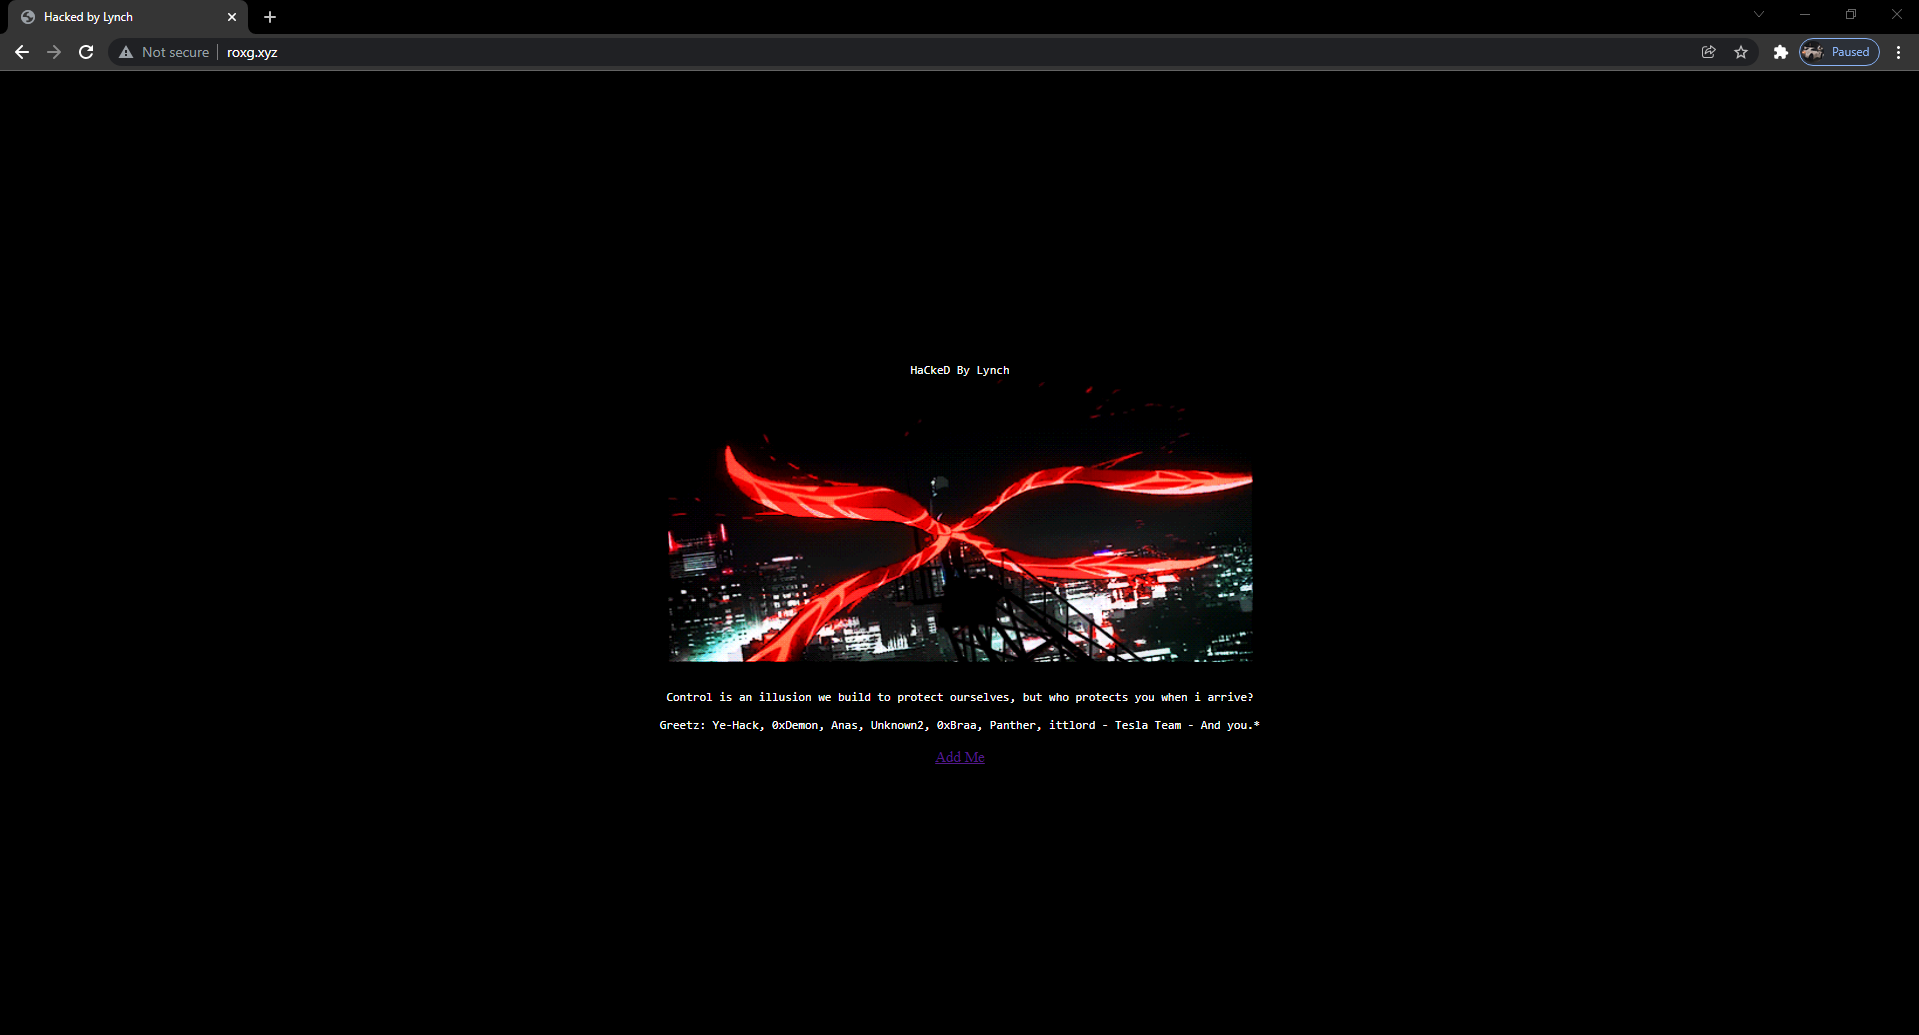 Hacked by Lynch
Not secure
roxg.xyz
Paused
HaCkeD By Lynch
Control is an illusion we build to protect ourselves, but who protects you when i arrive?
Greetz: Ye-Hack, 0xDemon, Anas, Unknown2, 0xBraa, Panther, ittlord - Tesla Team - And you.*
Add Me